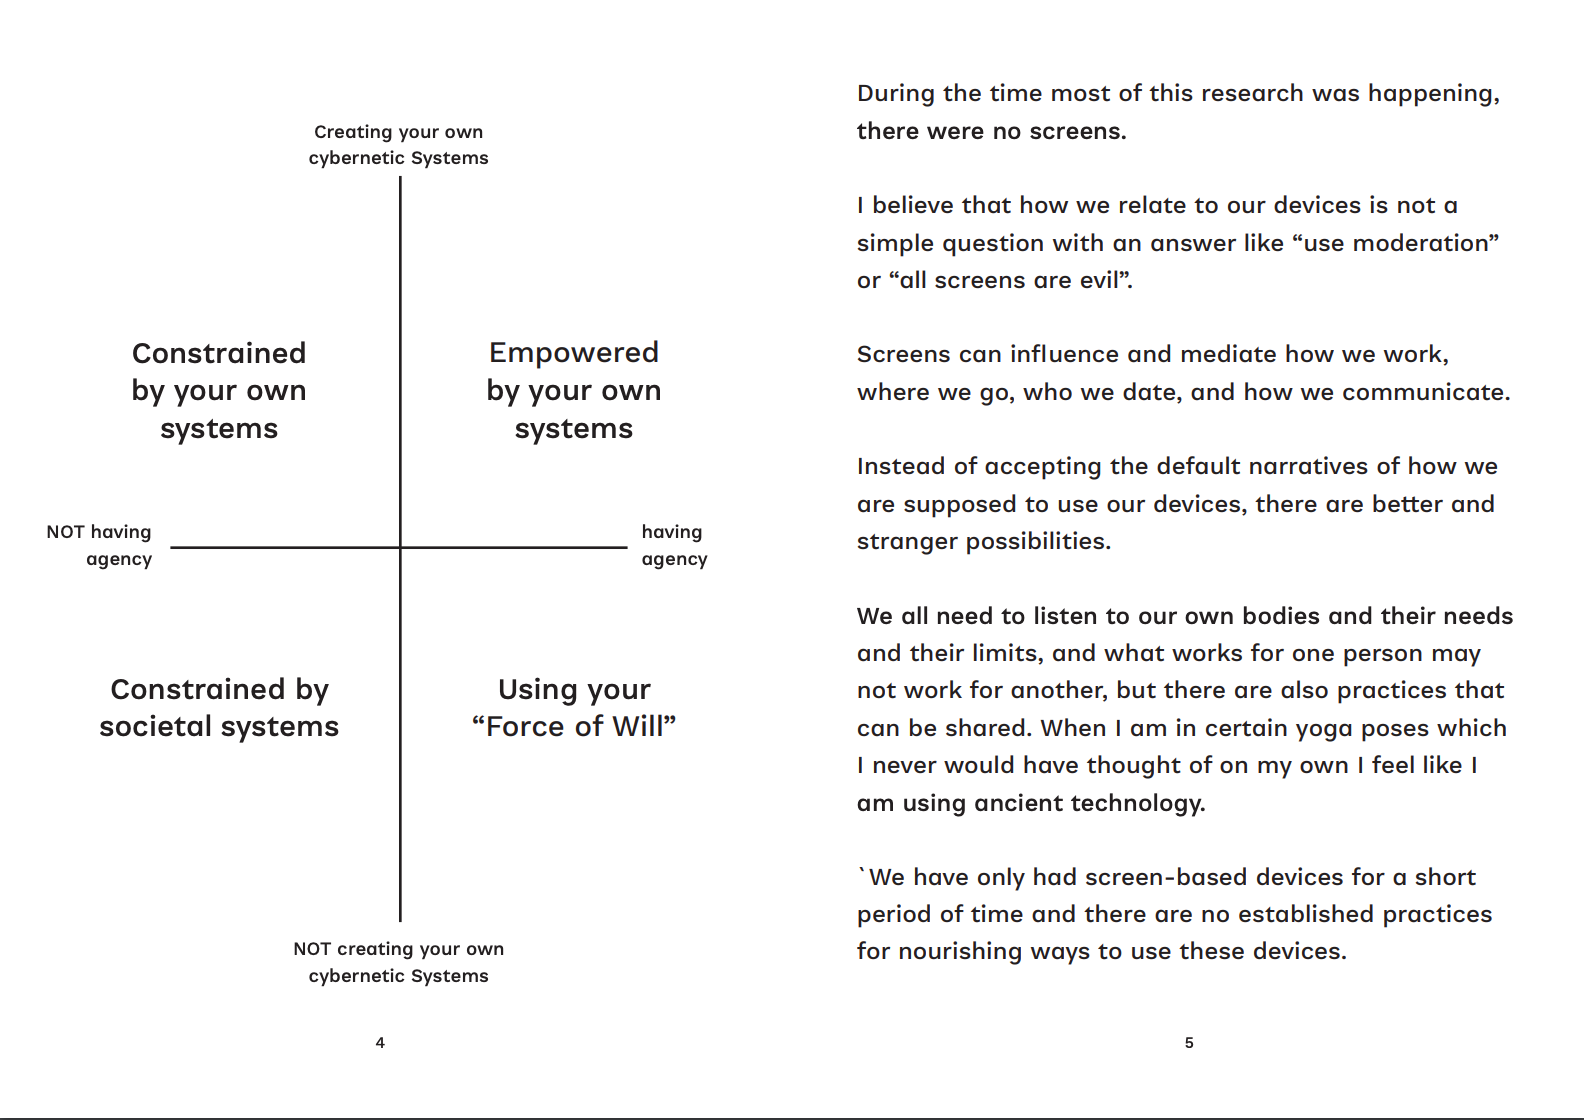 Creating your own
cybernetic Systems
Constrained
by your own
systems
Empowered
by your own
systems
NOT having
agency
having
agency
Constrained by
societal systems
Using your
“Force of Will”
NOT creating your own
cybernetic Systems
4
During the time most of this research was happening,
there were no screens.
I believe that how we relate to our devices is not a
simple question with an answer like “use moderation”
or “all screens are evil”.
Screens can influence and mediate how we work,
where we go, who we date, and how we communicate.
Instead of accepting the default narratives of how we
are supposed to use our devices, there are better and
stranger possibilities.
We all need to listen to our own bodies and their needs
and their limits, and what works for one person may
not work for another, but there are also practices that
can be shared. When I am in certain yoga poses which
I never would have thought of on my own I feel like I
am using ancient technology.
`We have only had screen-based devices for a short
period of time and there are no established practices
for nourishing ways to use these devices.
5